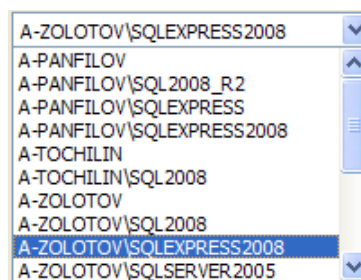 A-ZOLOTOV\SQLEXPRESS2008
A-PANFILOV
A-PANFILOV\SQL2008_R2
A-PANFILOV\SQLEXPRESS
A-PANFILOV\SQLEXPRESS2008
A-TOCHILIN
A-TOCHILIN\SQL2008
A-ZOLOTOV
A-ZOLOTOV\SQL2008
A-ZOLOTOV\SQLEXPRESS2008
A-ZOLOTOV\SQLSERVER2005